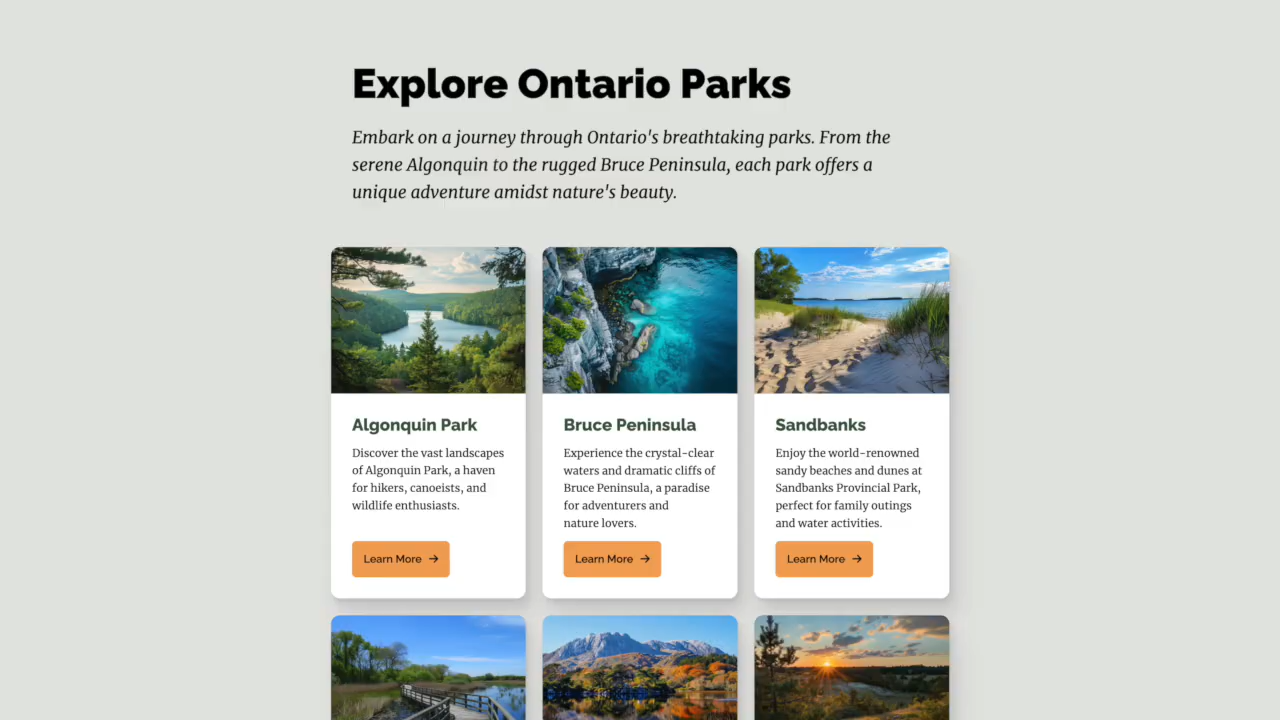 Explore Ontario Parks
Embark on a journey through Ontario's breathtaking parks. From the
serene Algonquin to the rugged Bruce Peninsula, each park offers a
unique adventure amidst nature's beauty.
Algonquin Park
Discover the vast landscapes
of Algonquin Park, a haven
for hikers, canoeists, and
wildlife enthusiasts.
Learn More →
Bruce Peninsula
Experience the crystal-clear
waters and dramatic cliffs of
Bruce Peninsula, a paradise
for adventurers and
nature lovers.
Learn More →
Sandbanks
Enjoy the world-renowned
sandy beaches and dunes at
Sandbanks Provincial Park,
perfect for family outings
and water activities.
Learn More →